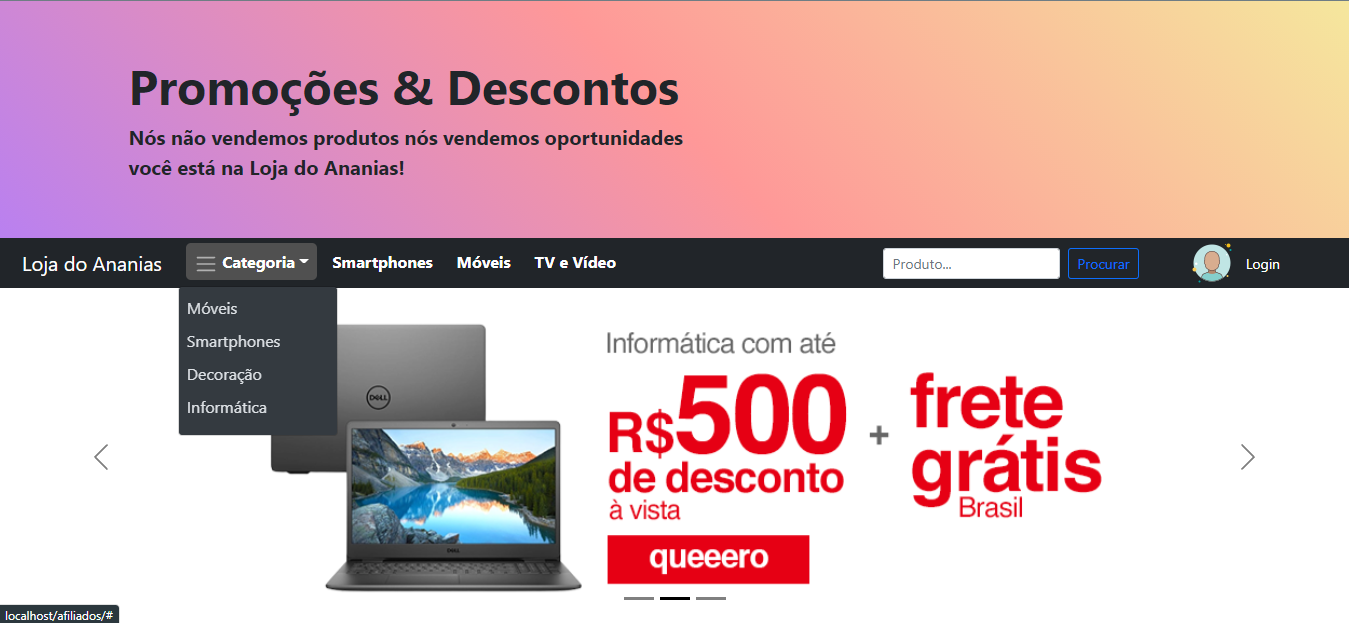 Promoções & Descontos
Nós não vendemos produtos nós vendemos oportunidades
você está na Loja do Ananias!
Loja do Ananias Categoria Smartphones Móveis TV e Vídeo Produto... Procurar Login
Móveis
Smartphones
Decoração
Informática
DELL
DELL
Informática com até
R$500
de desconto
à vista
queeero
+
frete
grátis
Brasil
localhost/afiliados/#